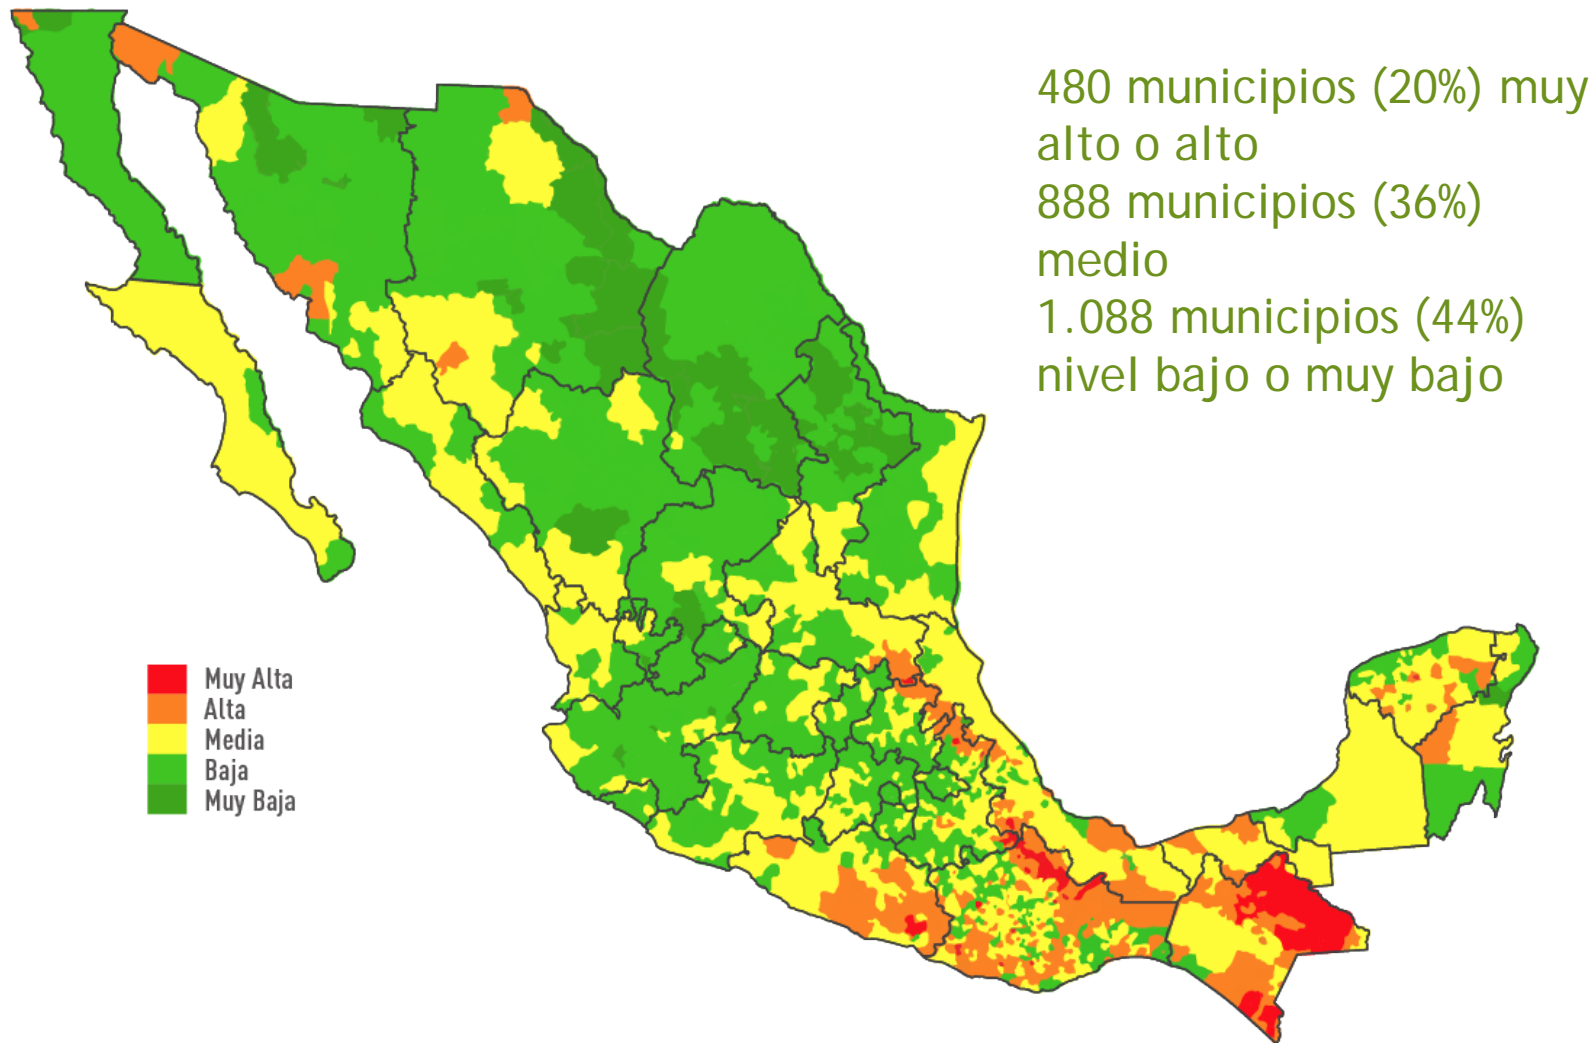 480 municipios (20%) muy
alto o alto
888 municipios (36%)
medio
1.088 municipios (44%)
nivel bajo o muy bajo
Muy Alta
Alta
Media
Baja
Muy Baja